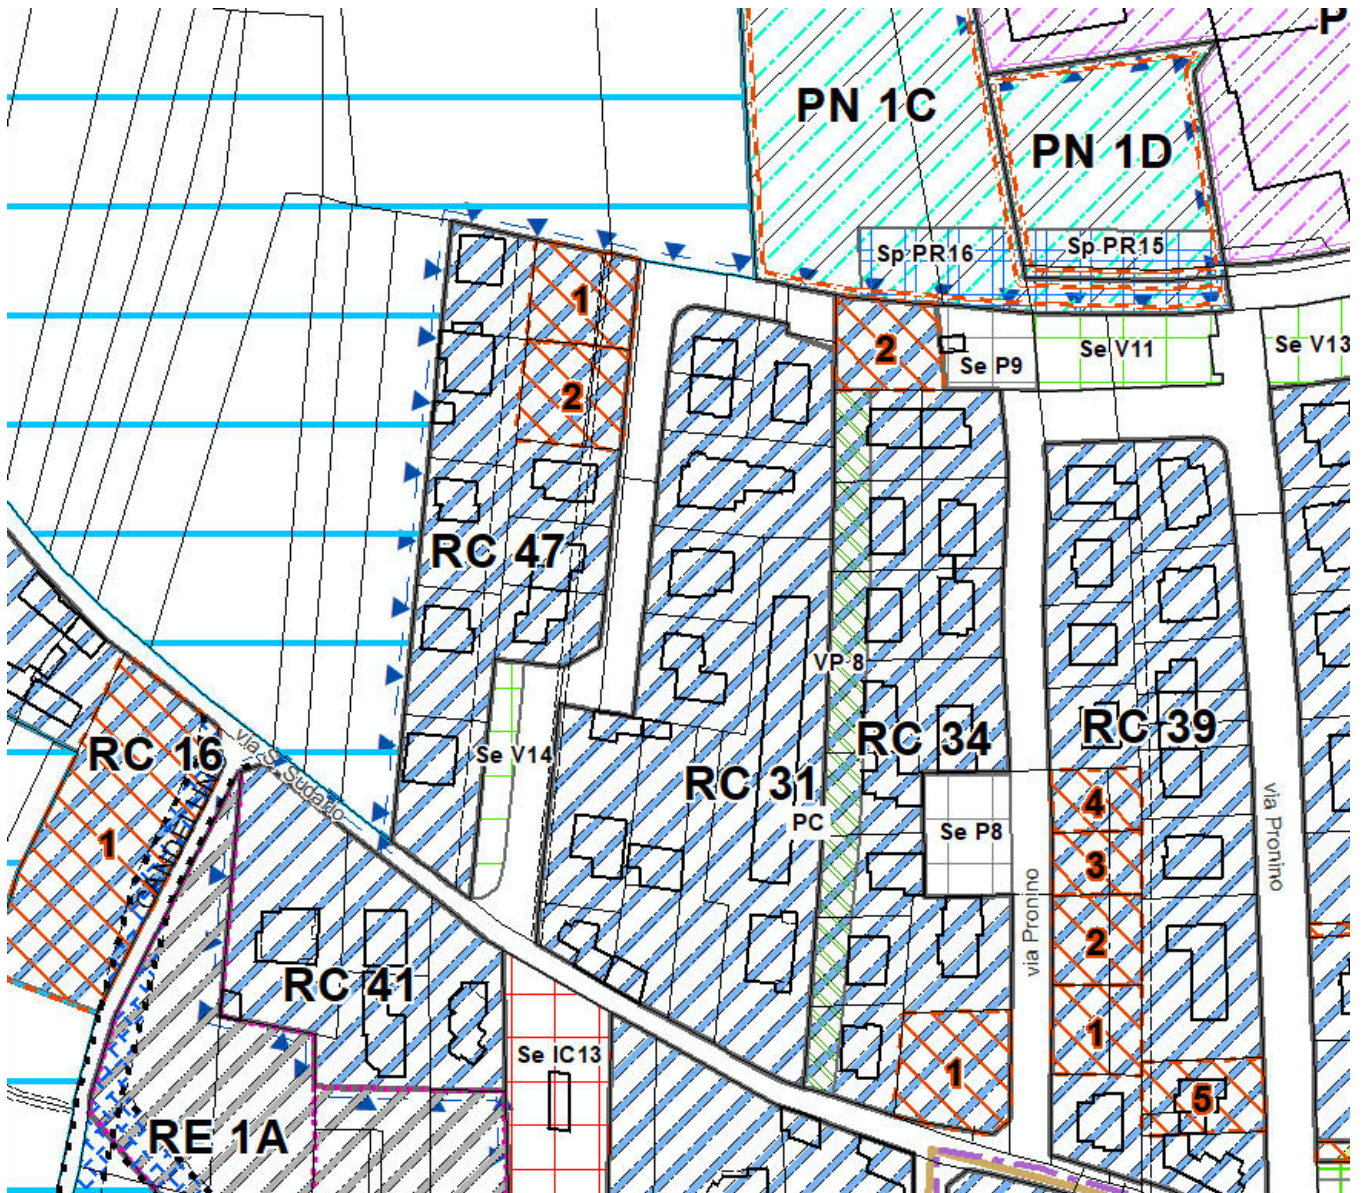 P
PN 1C
PN 1D
Sp PR16
Sp PR15
1
2
2
Se P9
Se V11
Se V13
RC 47
VP 8
RC 16
via S. Sudario
Se V14
RC 31
PC
RC 34
RC 39
4
via Pronino
1
Se P8
3
via Pronino
2
RC 41
1
Se IC13
1
5
RE 1A